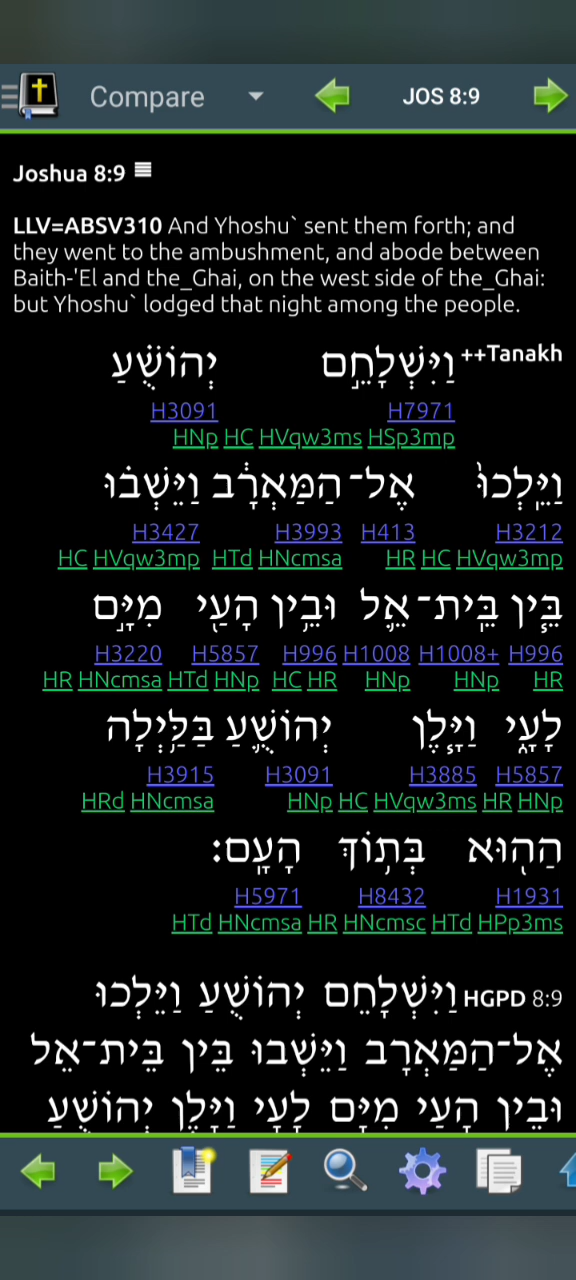 Compare JOS 8:9
Joshua 8:9
LLV=ABSV310 And Yhoshu` sent them forth; and
they went to the ambushment, and abode between
Baith-'El and the_Ghai, on the west side of the_Ghai:
but Yhoshu` lodged that night among the people.
++Tanakh וַיִּשְׁלָחֵ֣ם יְהוֹשֻׁ֗עַ
H3091 H7971
HNp HC HVqw3ms HSp3mp
וַיֵּֽלְכוּ֙ אֶל־הַמַּאְרָ֔ב וַיֵּשְׁב֗וּ
H3427 H3993 H413 H3212
HC HVqw3mp HTd HNcmsa HR HC HVqw3mp
בֵּ֧ין בֵּֽית־אֵ֛ל וּבֵ֥ין הָעַ֖י מִיָּ֣ם
H3220 H5857 H996 H1008 H1008+ H996
HR HNcmsa HTd HNp HC HR HNp HNp HR
לָעָ֑י וַיָּ֧לֶן יְהוֹשֻׁ֛עַ בַּלַּ֥יְלָה
H3915 H3091 H3885 H5857
HRd HNcmsa HNp HC HVqw3ms HR HNp
הַה֖וּא בְּת֥וֹךְ הָעָֽם׃
H5971 H8432 H1931
HTd HNcmsa HR HNcmsc HTd HPp3ms
HGPD 8:9 וַיִּשְׁלָחֵם יְהוֹשֻׁעַ וַיֵּלְכוּ
אֶל־הַמַּאְרָב וַיֵּשְׁבוּ בֵּין בֵּית־אֵל
וּבֵין הָעַי מִיָּם לָעָי וַיָּלֶן יְהוֹשֻׁעַ